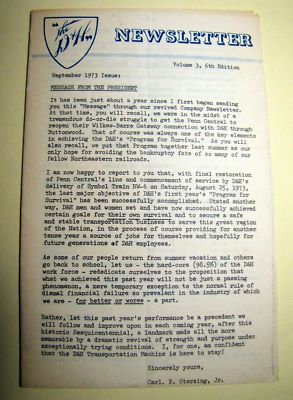 "the
D&H"
NEWSLETTER
Volume 3, 6th Edition
September 1973 Issue:
MESSAGE FROM THE PRESIDENT
It has been just about a year since I first began sending
you this "Message" through our revived Company Newsletter.
At that time, you will recall, we were in the midst of a
tremendous do-or-die struggle to get the Penn Central to
reopen their Wilkes-Barre Gateway connection with D&H through
Buttonwood. That of course was always one of the key elements
in achieving the D&H's "Program for Survival." As you will
also recall, we put that Program together last summer as our
only hope for avoiding the bankruptcy fate of so many of our
fellow Northeastern railroads.
I am now happy to report to you that, with final restoration
of Penn Central's line and commencement of service by D&H's
delivery of Symbol Train RW-6 on Saturday, August 25, 1973,
the last major objective of D&H's first year's "Program for
Survival" has been successfully accomplished. Stated another
way, D&H men and women set and have now successfully achieved
certain goals for their own survival and to secure a safe
and stable transportation business to serve this great region
of the Nation, in the process of course providing for another
tense year a source of jobs for themselves and hopefully for
future generations of D&H employees.
As some of our people return from summer vacation and others
go back to school, let us - the hard-core (98.9%) of the D&H
work force - rededicate ourselves to the proposition that
what we achieved this past year will not be just a passing
phenomenon, a mere temporary exception to the normal rule of
dismal financial failure so prevalent in the industry of which
we are - for better or worse - a part.
Rather, let this past year's performance be a precedent we
will follow and improve upon in each coming year, after this
historic Sesquicentennial, a landmark made all the more
memorable by a dramatic revival of strength and purpose under
exceptionally trying conditions. I, for one, am confident
that the D&H Transportation Machine is here to stay!
Sincerely yours,
Carl B. Sterzing, Jr.